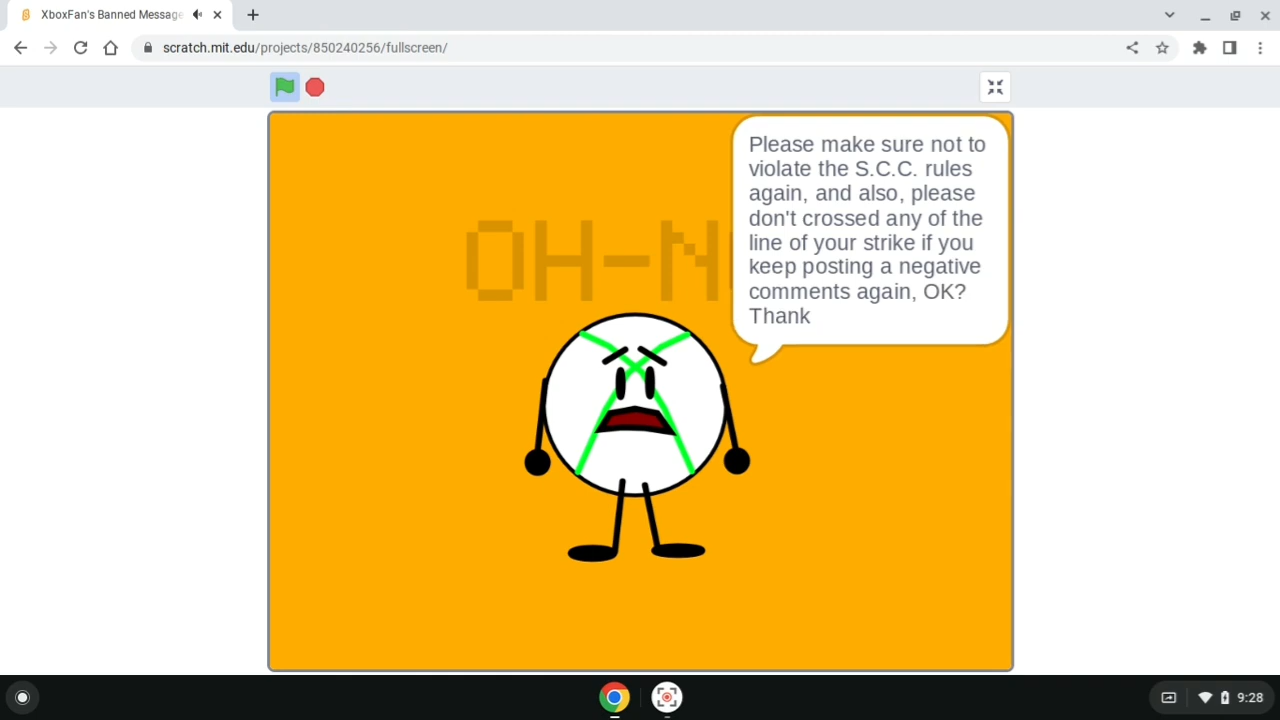 XboxFan's Banned Message
scratch.mit.edu/projects/850240256/fullscreen/
Please make sure not to
violate the S.C.C. rules
again, and also, please
don't crossed any of the
line of your strike if you
keep posting a negative
comments again, OK?
Thank
OH-N
9:28